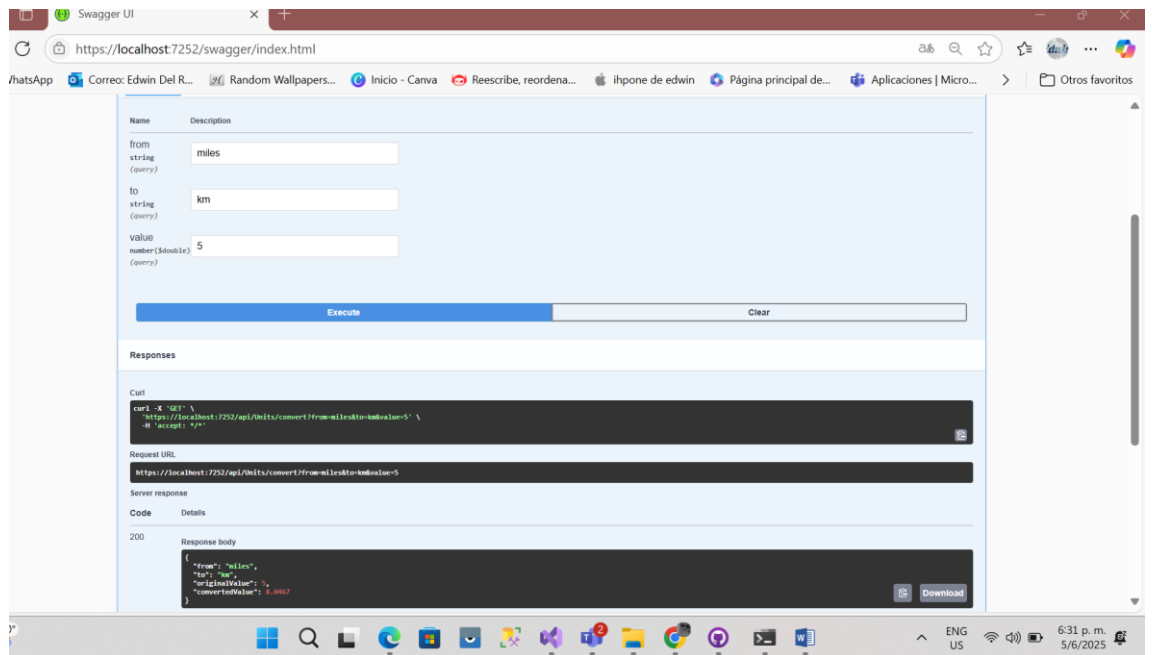 Swagger UI
https://localhost:7252/swagger/index.html
WhatsApp Correo: Edwin Del R... Random Wallpapers... Inicio - Canva Reescribe, reordena... ihpone de edwin Página principal de... Aplicaciones | Micro... Otros favoritos
Name Description
from
string
(query)
miles
to
string
(query)
km
value
number($double)
(query)
5
Execute Clear
Responses
Curl
curl -X 'GET' \
'https://localhost:7252/api/Units/convert?from=miles&to=km&value=5' \
-H 'accept: */*'
Request URL
https://localhost:7252/api/Units/convert?from=miles&to=km&value=5
Server response
Code Details
200
Response body
{
"from": "miles",
"to": "km",
"originalValue": 5,
"convertedValue": 8.0467
}
Download
ENG
US
6:31 p. m.
5/6/2025